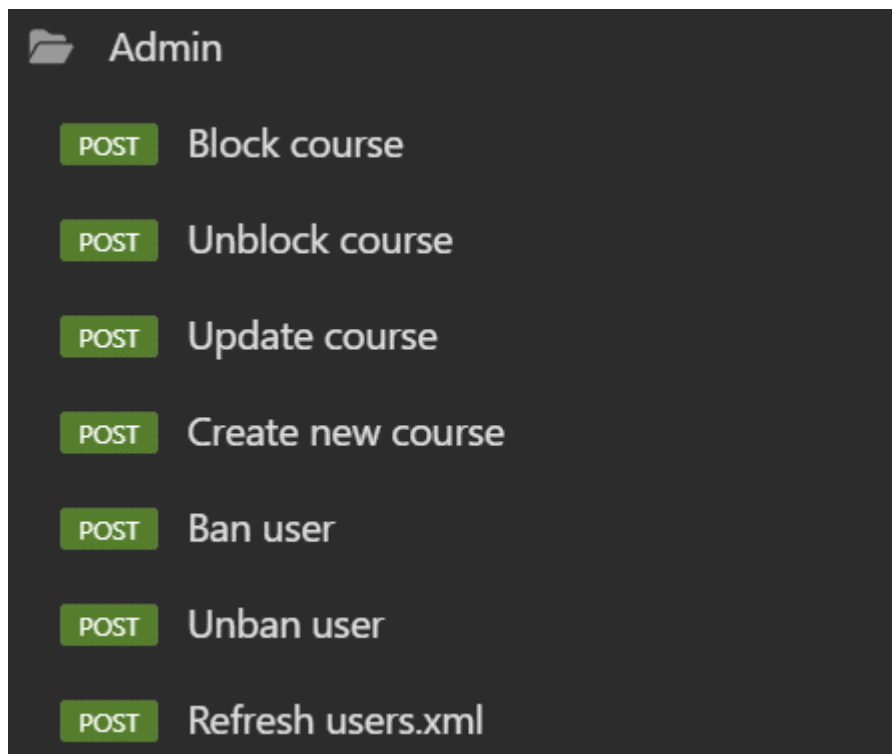 Admin
POST Block course
POST Unblock course
POST Update course
POST Create new course
POST Ban user
POST Unban user
POST Refresh users.xml